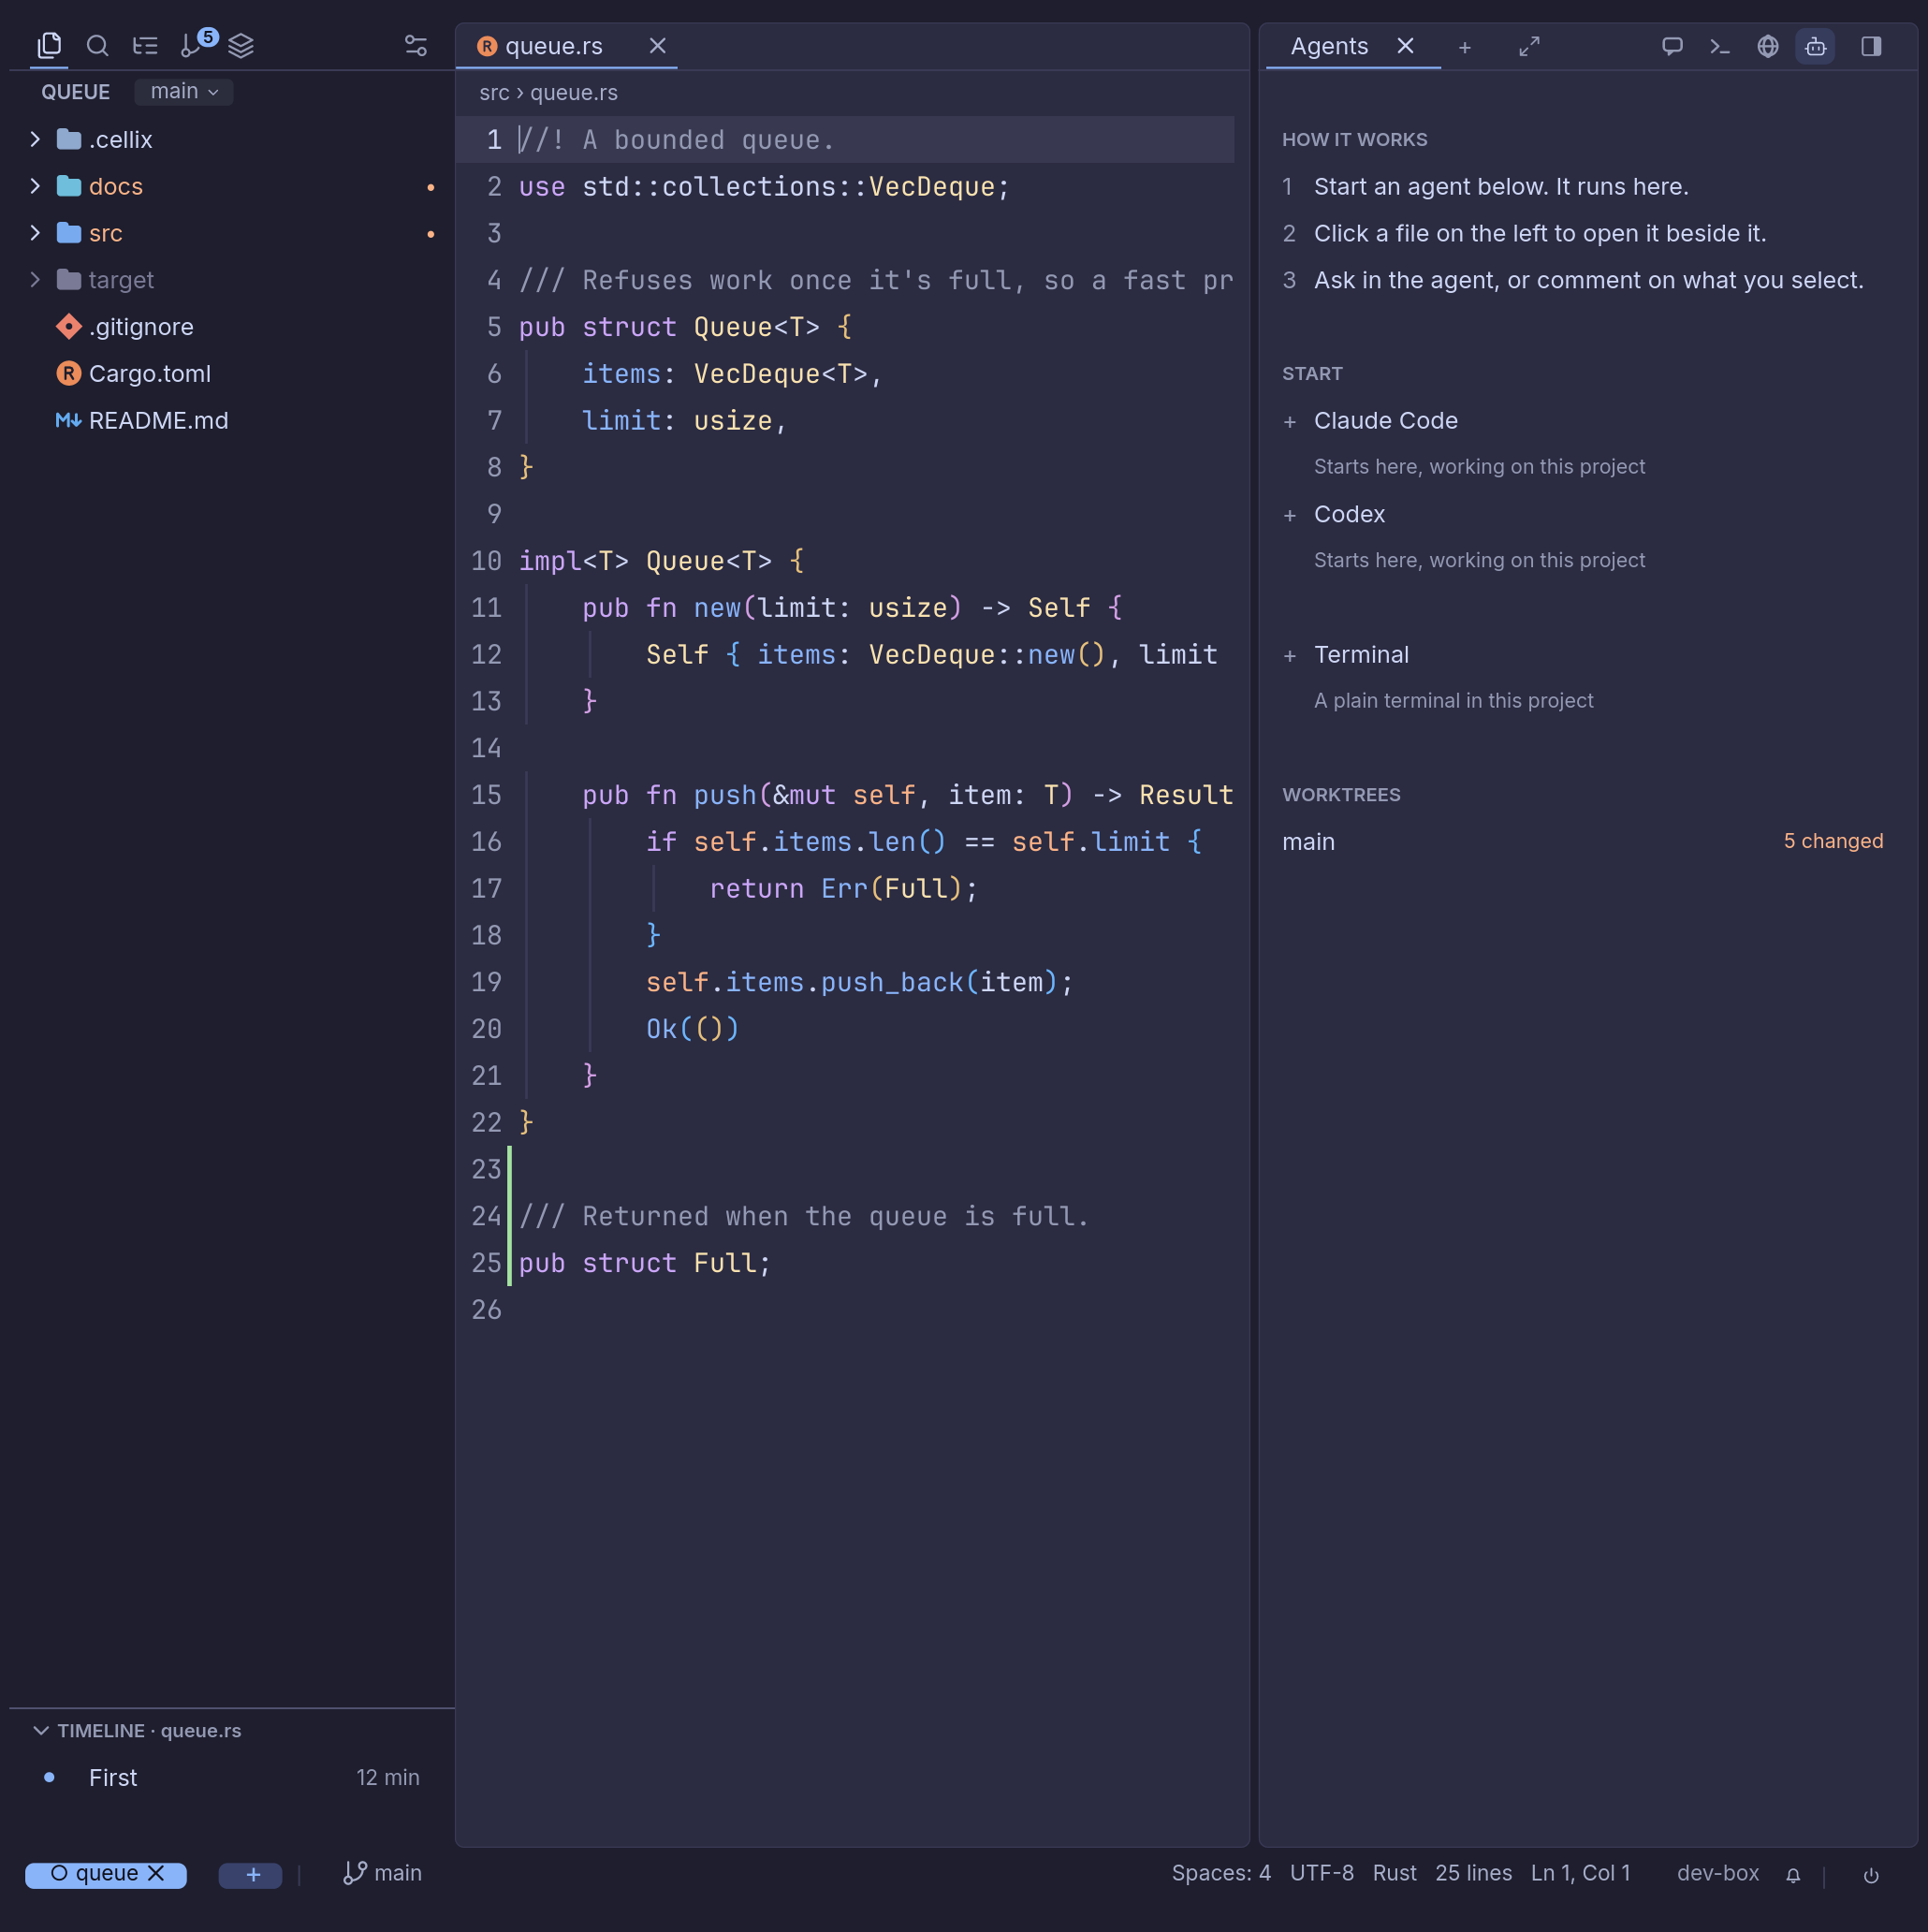 5
QUEUE main
.cellix
docs
src
target
.gitignore
Cargo.toml
README.md
TIMELINE · queue.rs
First 12 min
queue.rs
src › queue.rs
1 //! A bounded queue.
2 use std::collections::VecDeque;
3
4 /// Refuses work once it's full, so a fast pr
5 pub struct Queue<T> {
6     items: VecDeque<T>,
7     limit: usize,
8 }
9
10 impl<T> Queue<T> {
11     pub fn new(limit: usize) -> Self {
12         Self { items: VecDeque::new(), limit
13     }
14
15     pub fn push(&mut self, item: T) -> Result
16         if self.items.len() == self.limit {
17             return Err(Full);
18         }
19         self.items.push_back(item);
20         Ok(())
21     }
22 }
23
24 /// Returned when the queue is full.
25 pub struct Full;
26
Agents
HOW IT WORKS
1 Start an agent below. It runs here.
2 Click a file on the left to open it beside it.
3 Ask in the agent, or comment on what you select.
START
+ Claude Code
Starts here, working on this project
+ Codex
Starts here, working on this project
+ Terminal
A plain terminal in this project
WORKTREES
main 5 changed
queue + main Spaces: 4 UTF-8 Rust 25 lines Ln 1, Col 1 dev-box